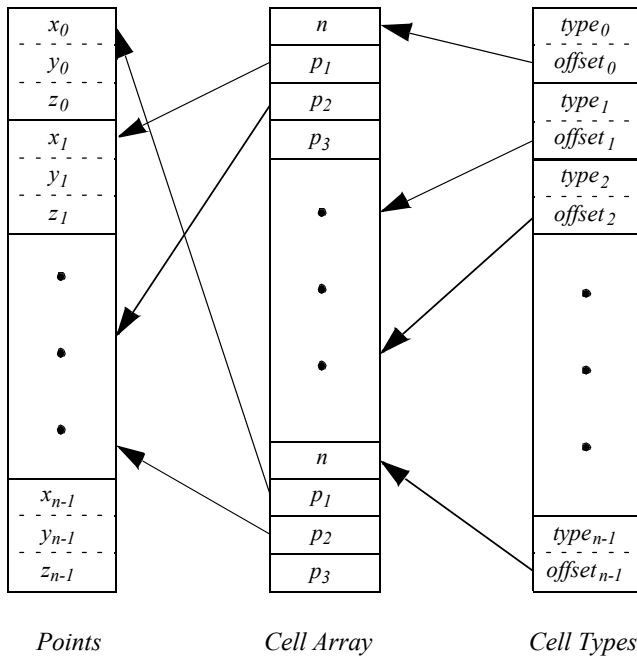 x0
y0
z0
x1
y1
z1
xn-1
yn-1
zn-1
Points
n
p1
p2
p3
n
p1
p2
p3
Cell Array
type0
offset0
type1
offset1
type2
offset2
typen-1
offsetn-1
Cell Types